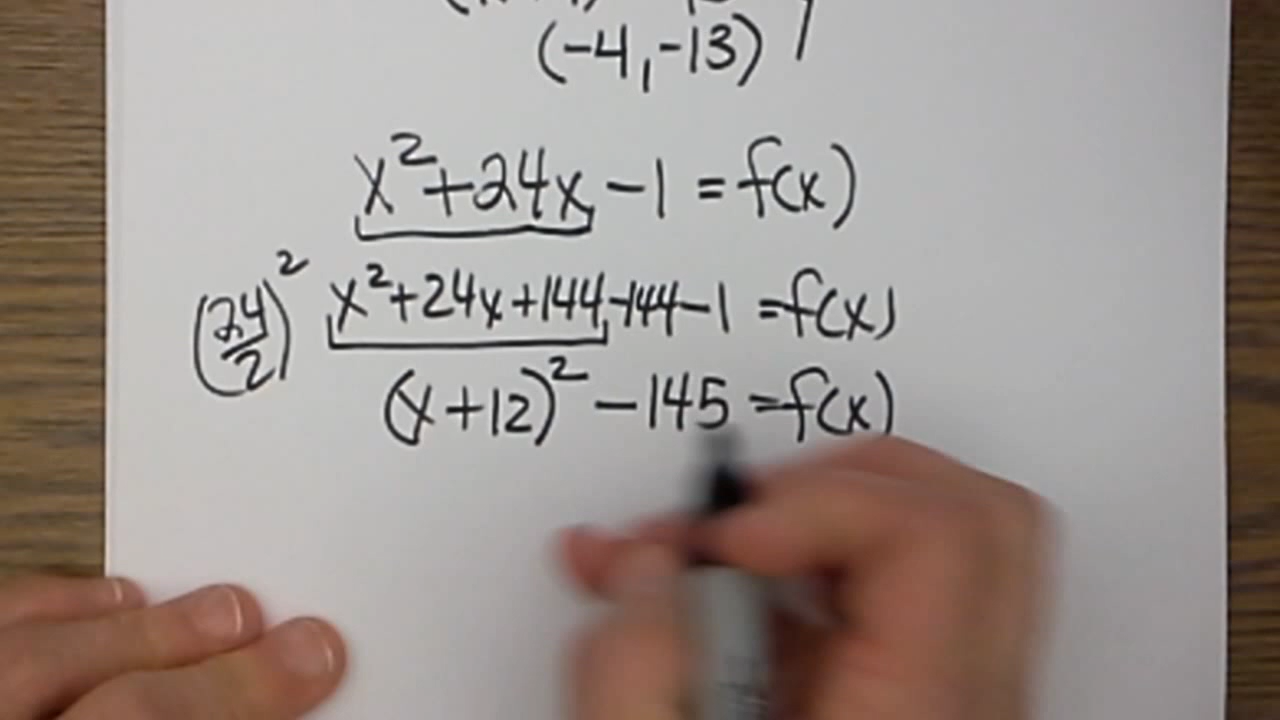 (-4,-13)
x²+24x-1=f(x)
(24/2)² x²+24x+144-144-1=f(x)
(x+12)²-145=f(x)